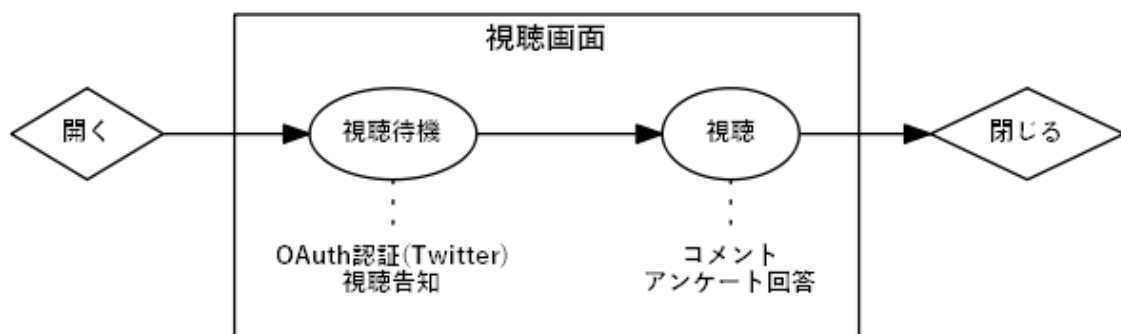 視聴画面
開く
視聴待機
視聴
閉じる
OAuth認証(Twitter)
視聴告知
コメント
アンケート回答